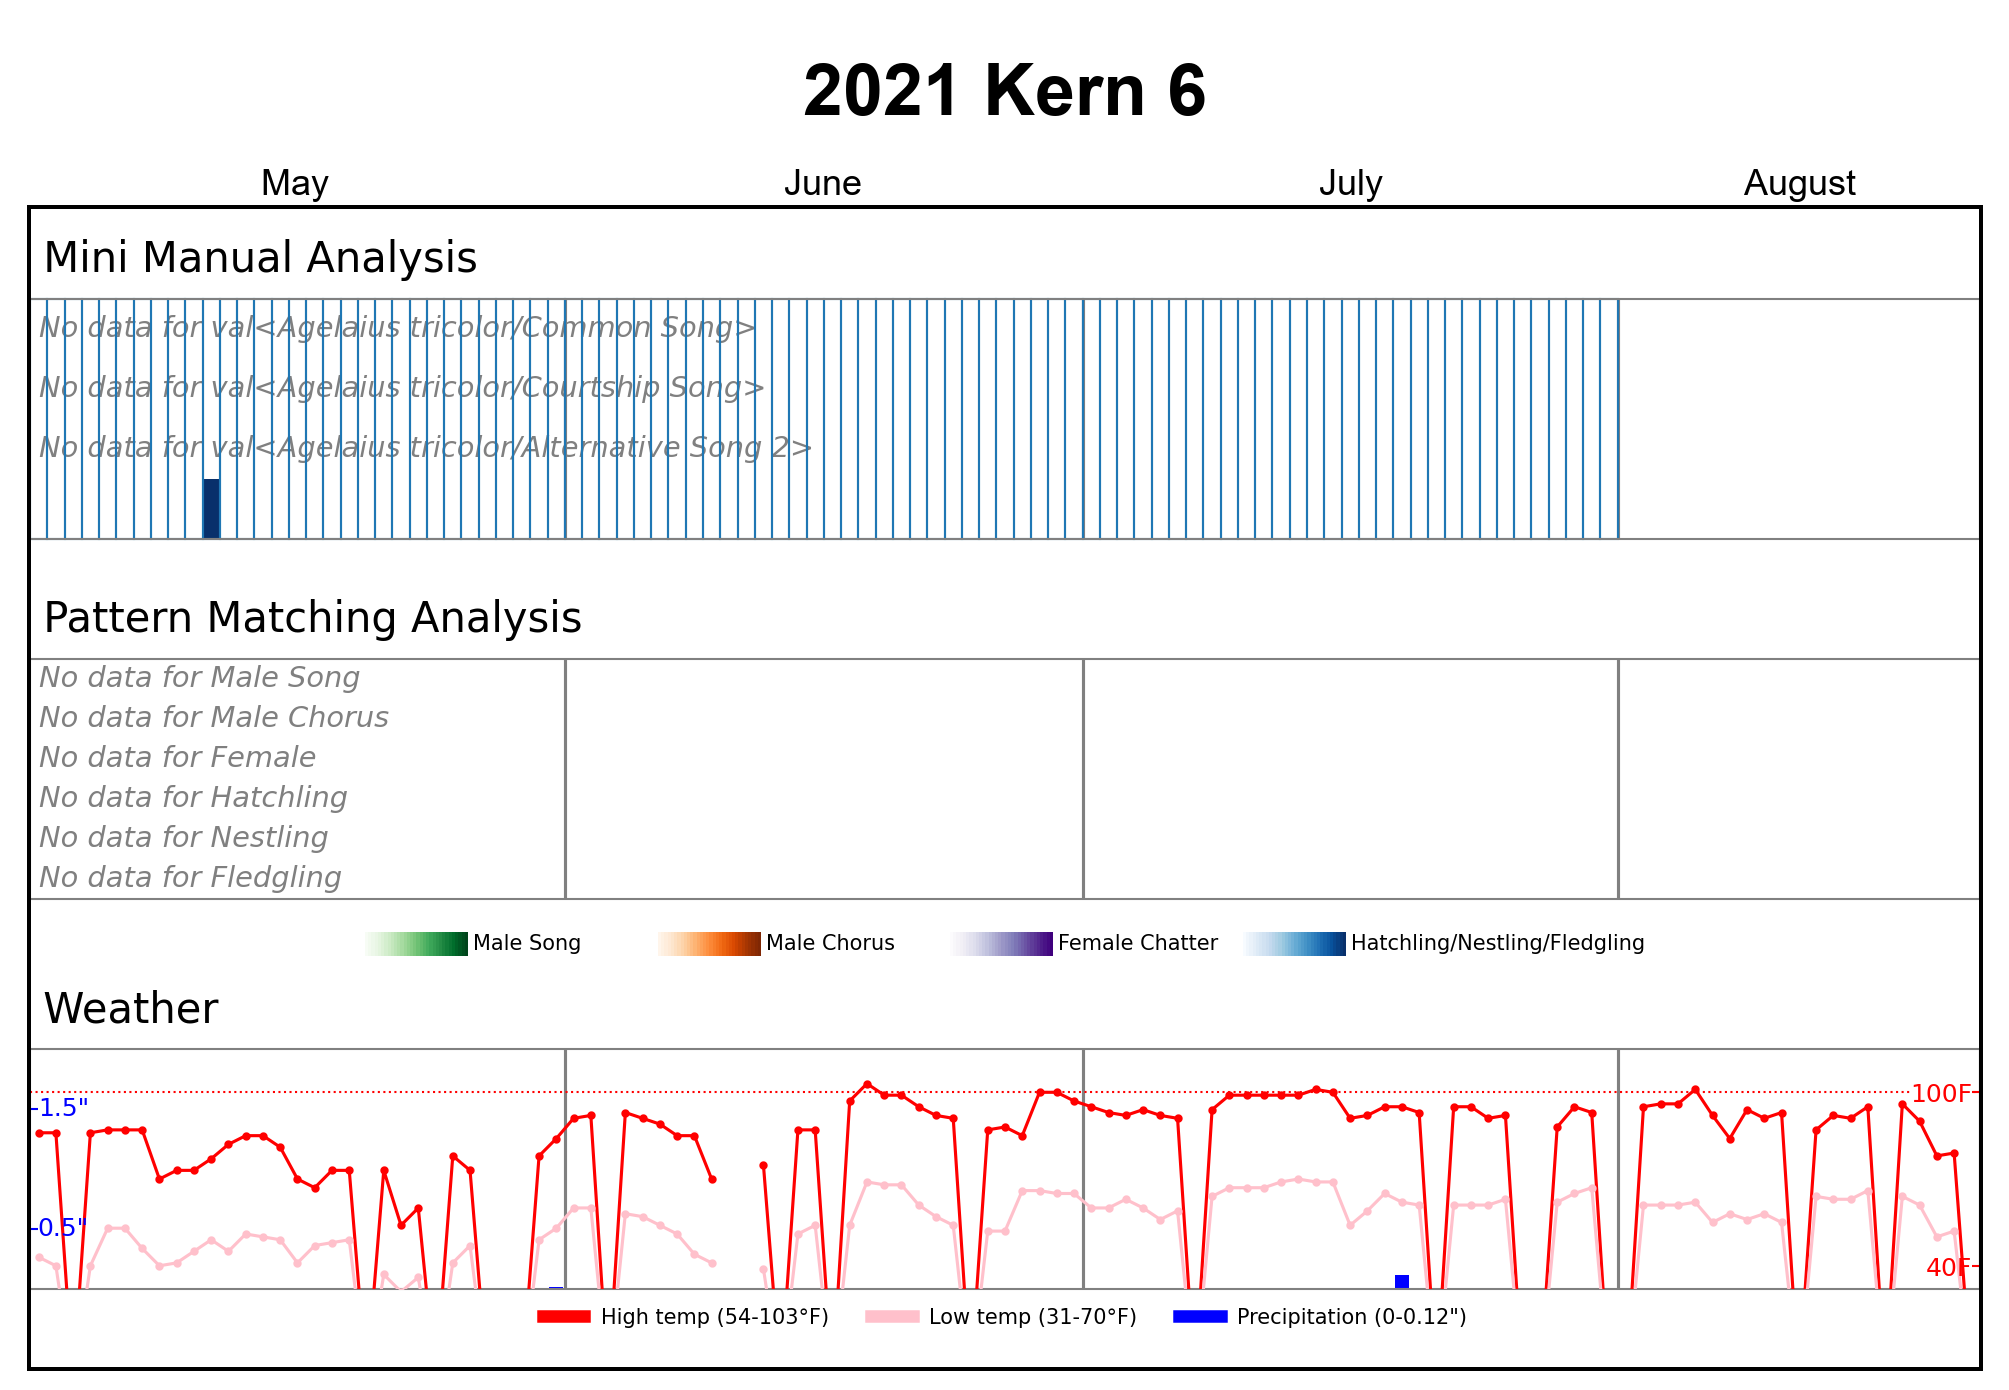 2021 Kern 6
May June July August
Mini Manual Analysis
No data for val<Agelaius tricolor/Common Song>
No data for val<Agelaius tricolor/Courtship Song>
No data for val<Agelaius tricolor/Alternative Song 2>
Pattern Matching Analysis
No data for Male Song
No data for Male Chorus
No data for Female
No data for Hatchling
No data for Nestling
No data for Fledgling
Male Song Male Chorus Female Chatter Hatchling/Nestling/Fledgling
Weather
100F
1.5"
0.5"
40F
High temp (54-103°F) Low temp (31-70°F) Precipitation (0-0.12")